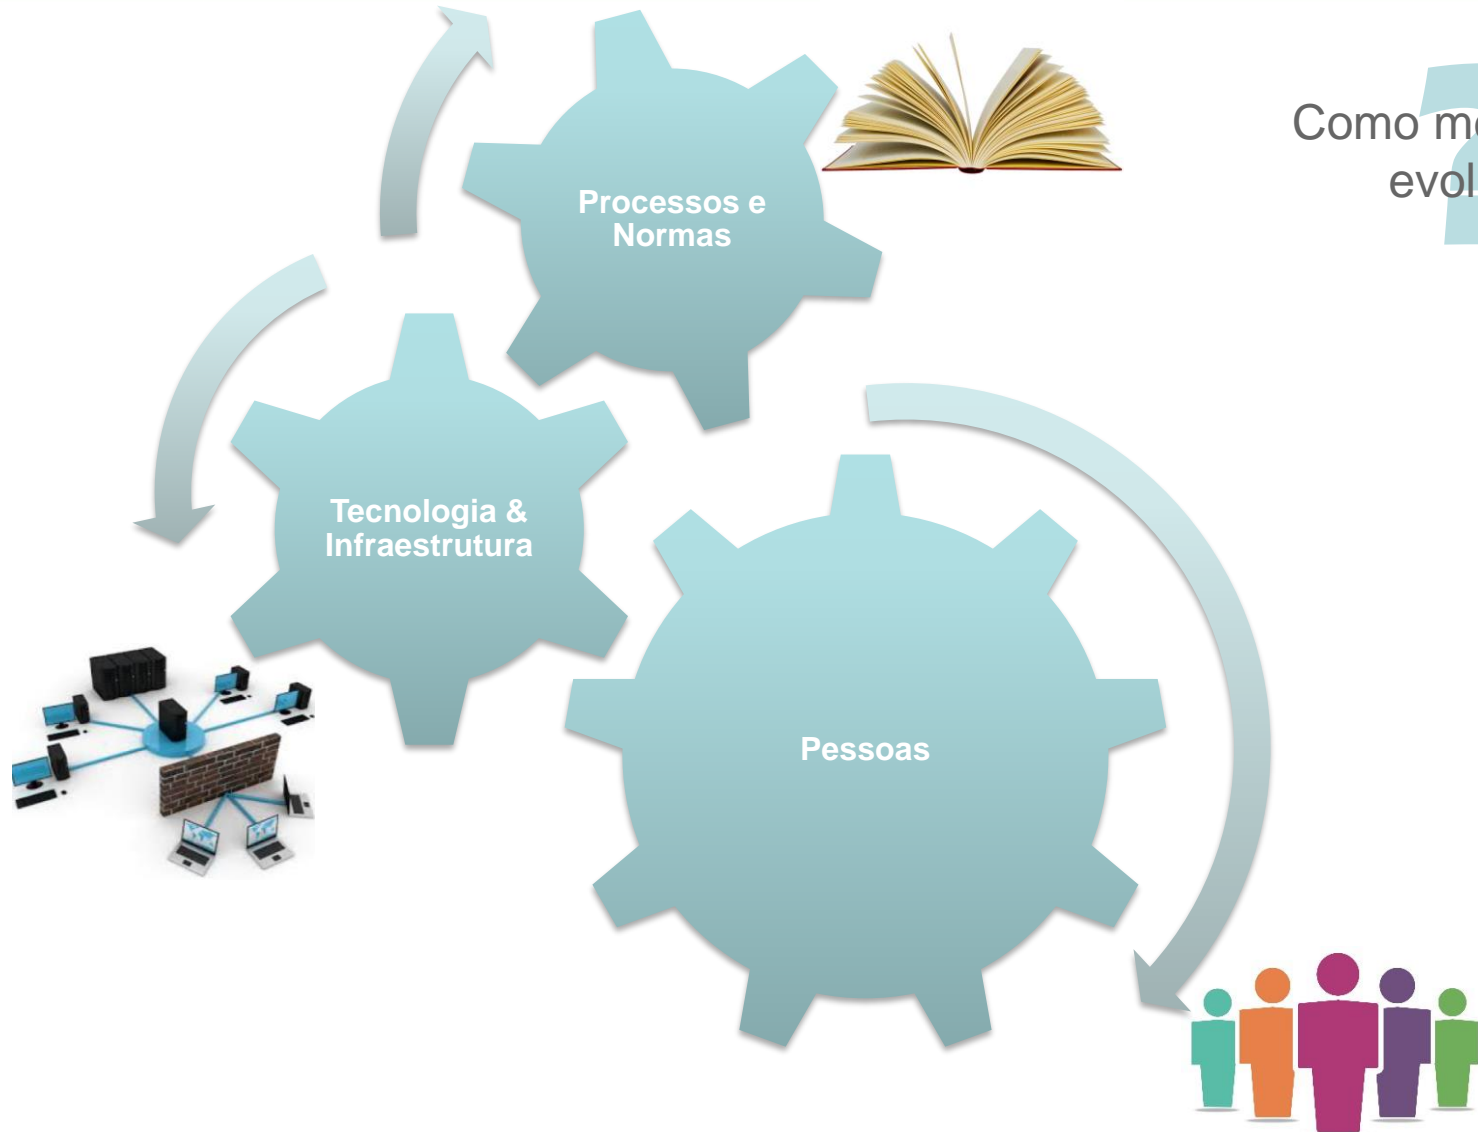 Como
Processos e
Normas
Tecnologia &
Infraestrutura
Pessoas